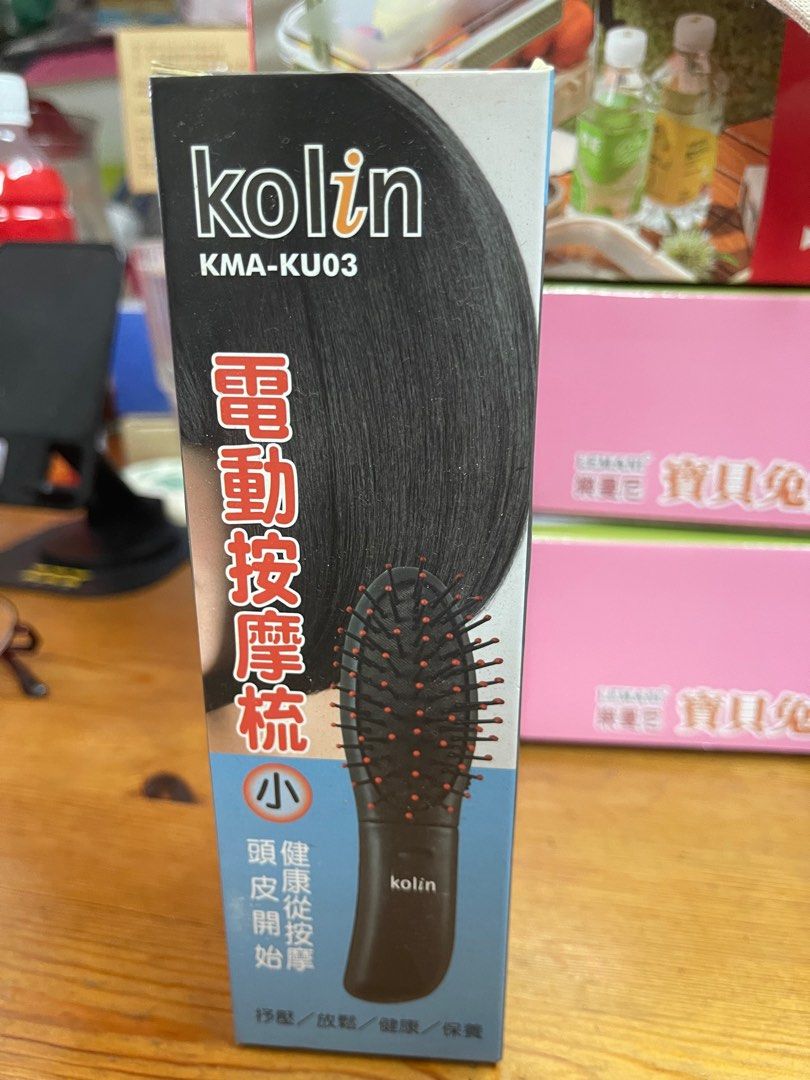 kolin
KMA-KU03
電動按摩梳
小
健康從按摩
頭皮開始
kolin
抒壓／放鬆／健康／保養
寶貝兔
寶貝兔